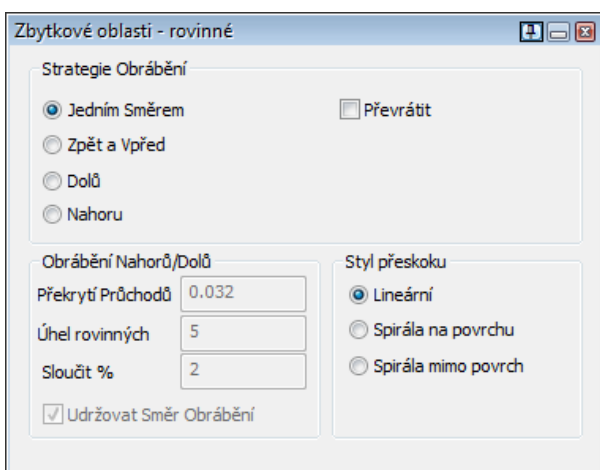 Zbytkové oblasti - rovinné
Strategie Obrábění
Jedním Směrem
Převrátit
Zpět a Vpřed
Dolů
Nahoru
Obrábění Nahorů/Dolů
Překrytí Průchodů 0.032
Úhel rovinných 5
Sloučit % 2
Udržovat Směr Obrábění
Styl přeskoku
Lineární
Spirála na povrchu
Spirála mimo povrch